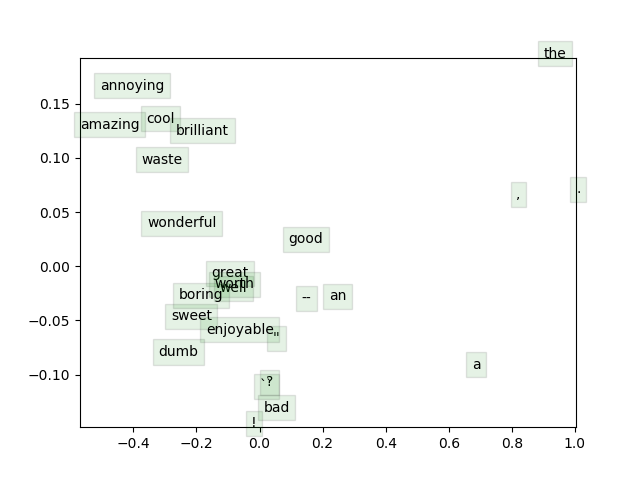 the
annoying
amazing
cool
brilliant
waste
wonderful
good
,
.
great
worth
well
boring
--
an
sweet
enjoyable
"
dumb
a
`
?
bad
!
0.15
0.10
0.05
0.00
−0.05
−0.10
−0.4
−0.2
0.0
0.2
0.4
0.6
0.8
1.0